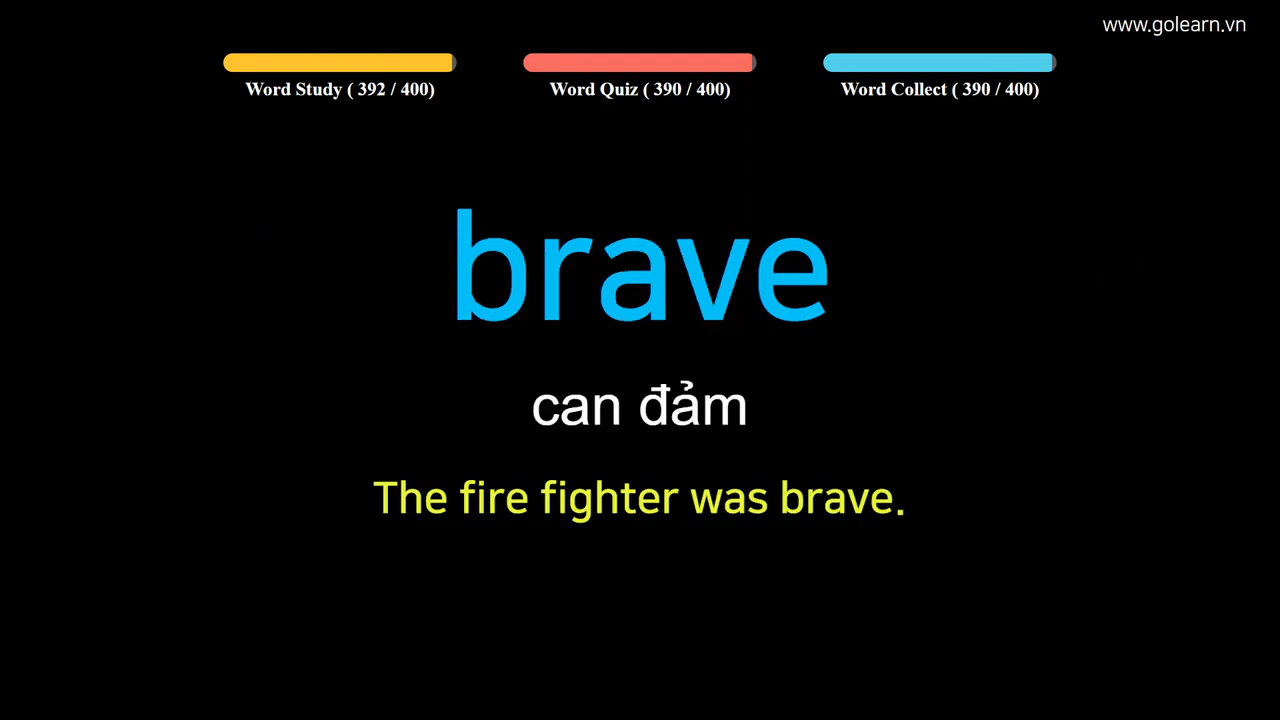 www.golearn.vn
Word Study ( 392 / 400)
Word Quiz ( 390 / 400)
Word Collect ( 390 / 400)
brave
can đảm
The fire fighter was brave.